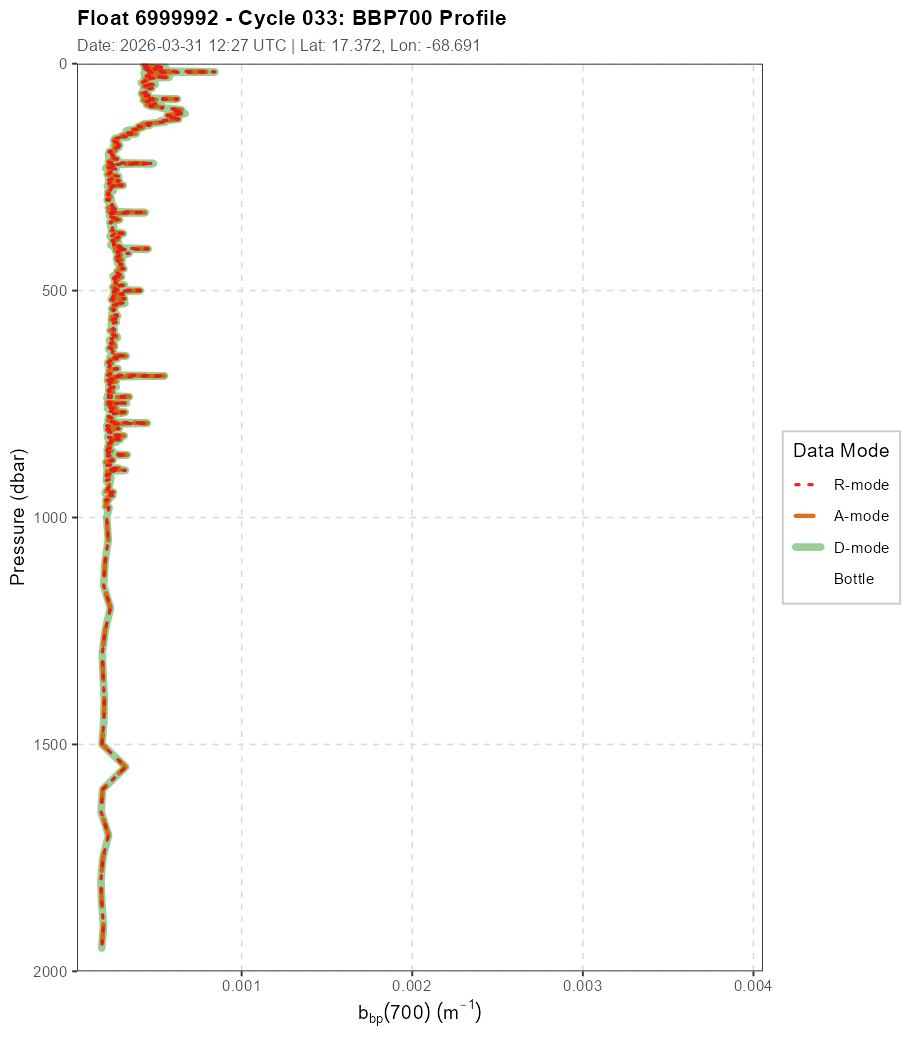 Float 6999992 - Cycle 033: BBP700 Profile
Date: 2026-03-31 12:27 UTC | Lat: 17.372, Lon: -68.691
0
500
1000
1500
2000
Pressure (dbar)
0.001
0.002
0.003
0.004
b_bp(700) (m⁻¹)
Data Mode
R-mode
A-mode
D-mode
Bottle